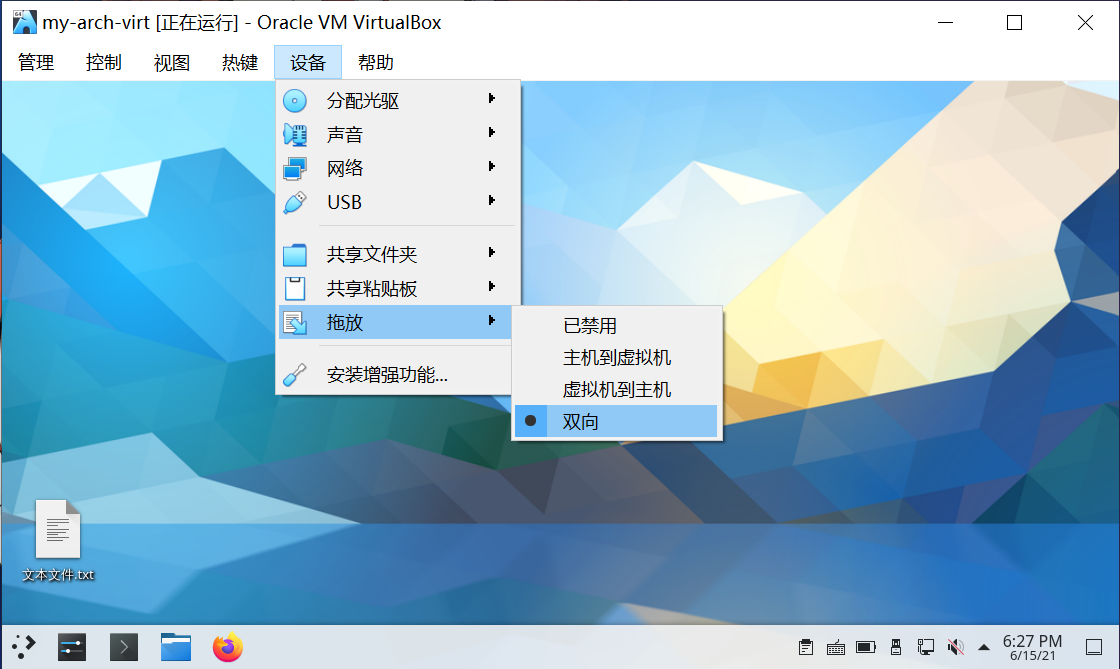 my-arch-virt [正在运行] - Oracle VM VirtualBox
管理 控制 视图 热键 设备 帮助
分配光驱
声音
网络
USB
共享文件夹
共享粘贴板
拖放
安装增强功能...
已禁用
主机到虚拟机
虚拟机到主机
双向
文本文件.txt
6:27 PM
6/15/21